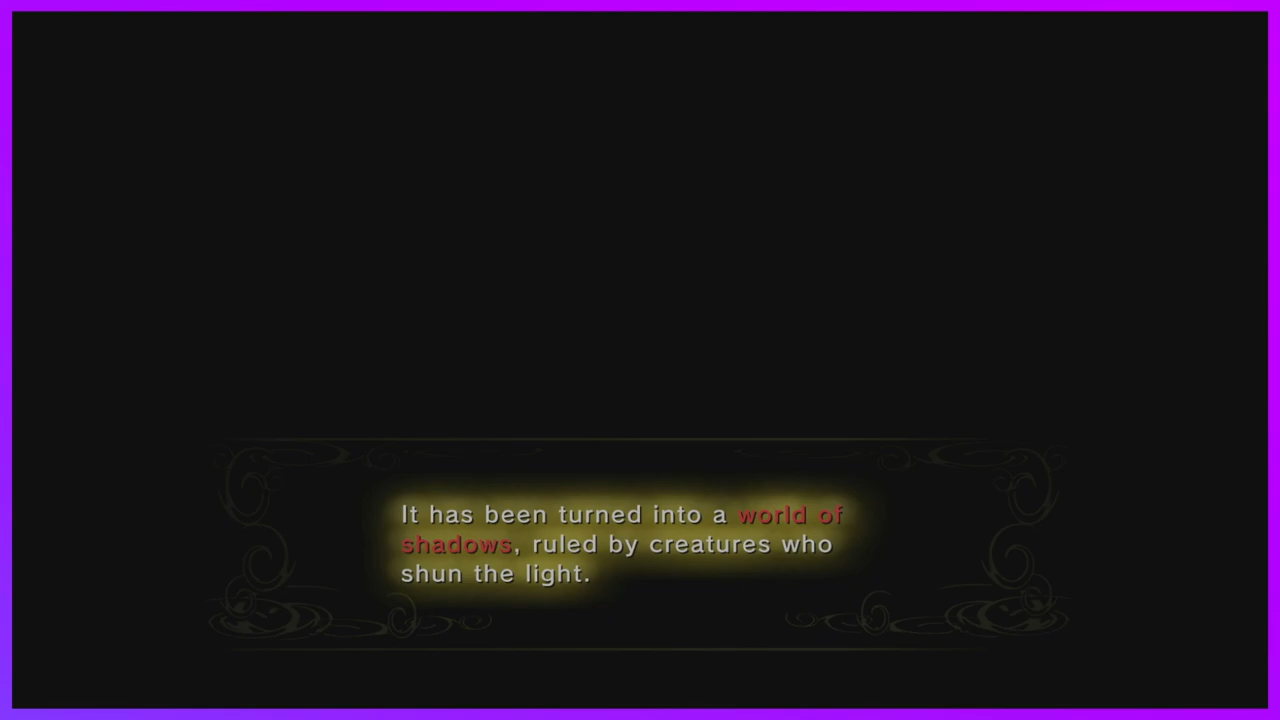 It has been turned into a world of
shadows, ruled by creatures who
shun the light.